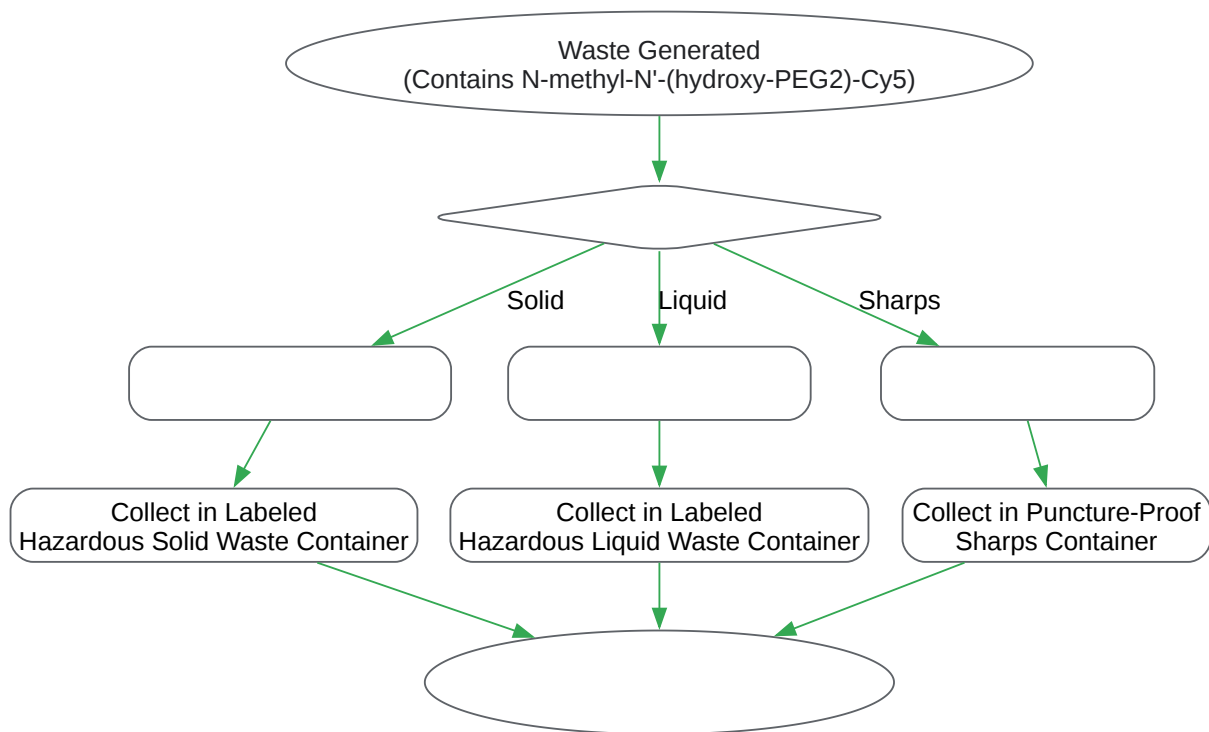 Waste Generated
(Contains N-methyl-N'-(hydroxy-PEG2)-Cy5)
Solid
Liquid
Sharps
Collect in Labeled
Hazardous Solid Waste Container
Collect in Labeled
Hazardous Liquid Waste Container
Collect in Puncture-Proof
Sharps Container